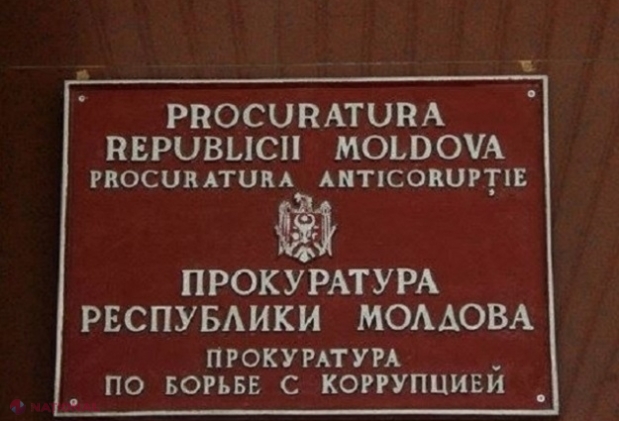 PROCURATURA
REPUBLICII MOLDOVA
PROCURATURA ANTICORUPȚIE
ПРОКУРАТУРА
РЕСПУБЛИКИ МОЛДОВА
ПРОКУРАТУРА
ПО БОРЬБЕ С КОРРУПЦИЕЙ